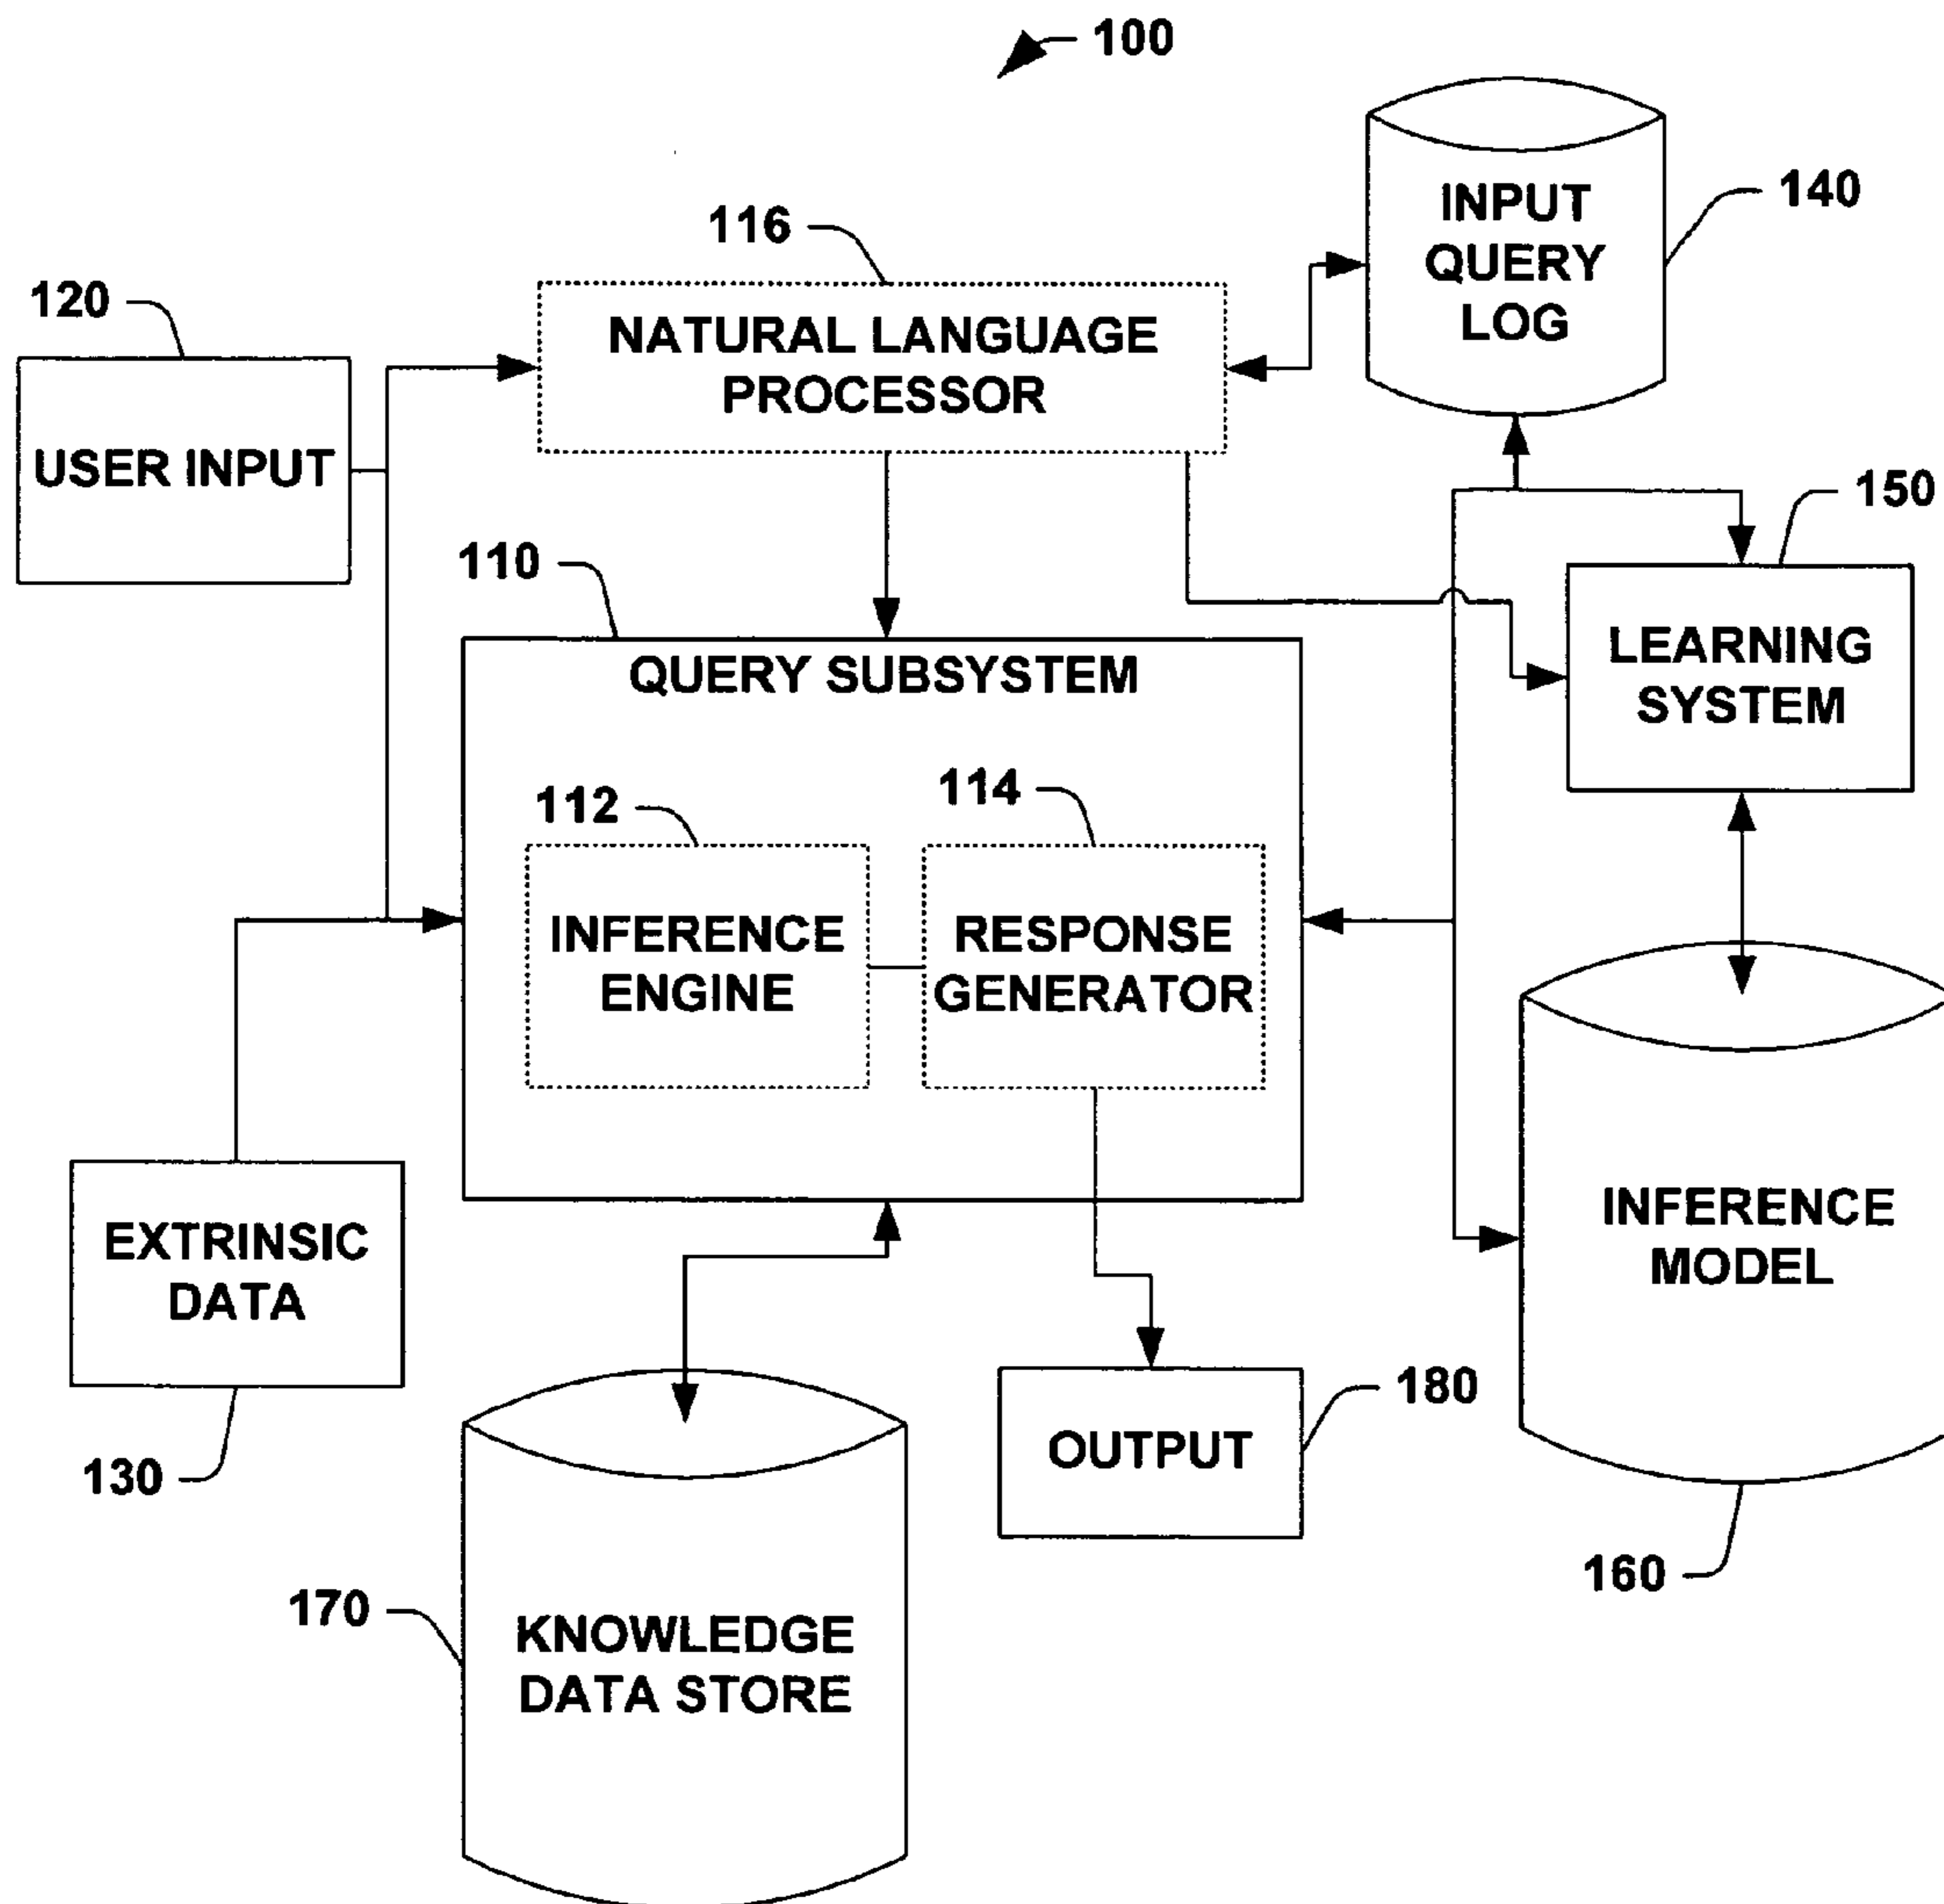 100
INPUT
QUERY
LOG
140
116
NATURAL LANGUAGE
PROCESSOR
120
USER INPUT
150
LEARNING
SYSTEM
110
QUERY SUBSYSTEM
112
INFERENCE
ENGINE
114
RESPONSE
GENERATOR
EXTRINSIC
DATA
130
INFERENCE
MODEL
160
OUTPUT
180
170
KNOWLEDGE
DATA STORE